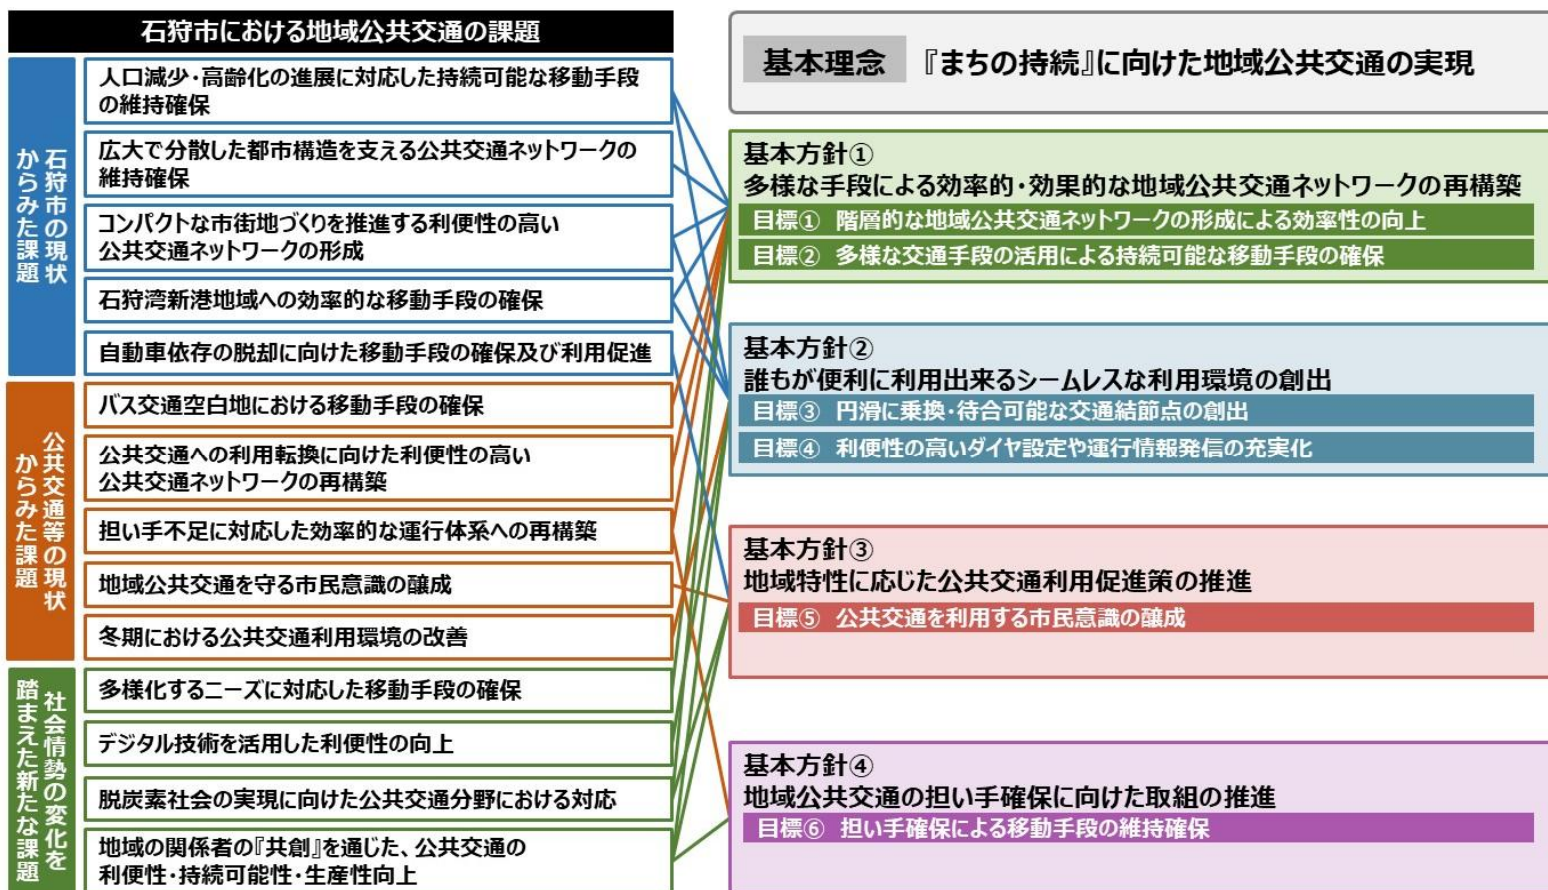 石狩市における地域公共交通の課題
石狩市の現状
からみた課題
人口減少・高齢化の進展に対応した持続可能な移動手段
の維持確保
広大で分散した都市構造を支える公共交通ネットワークの
維持確保
コンパクトな市街地づくりを推進する利便性の高い
公共交通ネットワークの形成
石狩湾新港地域への効率的な移動手段の確保
自動車依存の脱却に向けた移動手段の確保及び利用促進
公共交通等の現状
からみた課題
バス交通空白地における移動手段の確保
公共交通への利用転換に向けた利便性の高い
公共交通ネットワークの再構築
担い手不足に対応した効率的な運行体系への再構築
地域公共交通を守る市民意識の醸成
冬期における公共交通利用環境の改善
社会情勢の変化を
踏まえた新たな課題
多様化するニーズに対応した移動手段の確保
デジタル技術を活用した利便性の向上
脱炭素社会の実現に向けた公共交通分野における対応
地域の関係者の『共創』を通じた、公共交通の
利便性・持続可能性・生産性向上
基本理念 『まちの持続』に向けた地域公共交通の実現
基本方針①
多様な手段による効率的・効果的な地域公共交通ネットワークの再構築
目標① 階層的な地域公共交通ネットワークの形成による効率性の向上
目標② 多様な交通手段の活用による持続可能な移動手段の確保
基本方針②
誰もが便利に利用出来るシームレスな利用環境の創出
目標③ 円滑に乗換・待合可能な交通結節点の創出
目標④ 利便性の高いダイヤ設定や運行情報発信の充実化
基本方針③
地域特性に応じた公共交通利用促進策の推進
目標⑤ 公共交通を利用する市民意識の醸成
基本方針④
地域公共交通の担い手確保に向けた取組の推進
目標⑥ 担い手確保による移動手段の維持確保